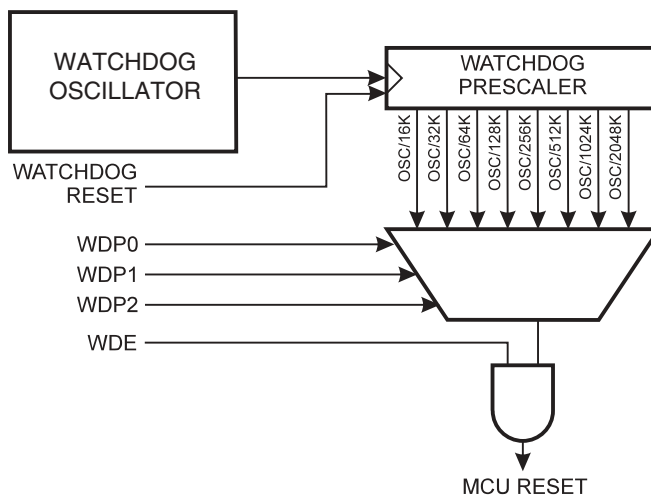 WATCHDOG
OSCILLATOR
WATCHDOG
PRESCALER
OSC/16K
OSC/32K
OSC/64K
OSC/128K
OSC/256K
OSC/512K
OSC/1024K
OSC/2048K
WATCHDOG
RESET
WDP0
WDP1
WDP2
WDE
MCU RESET